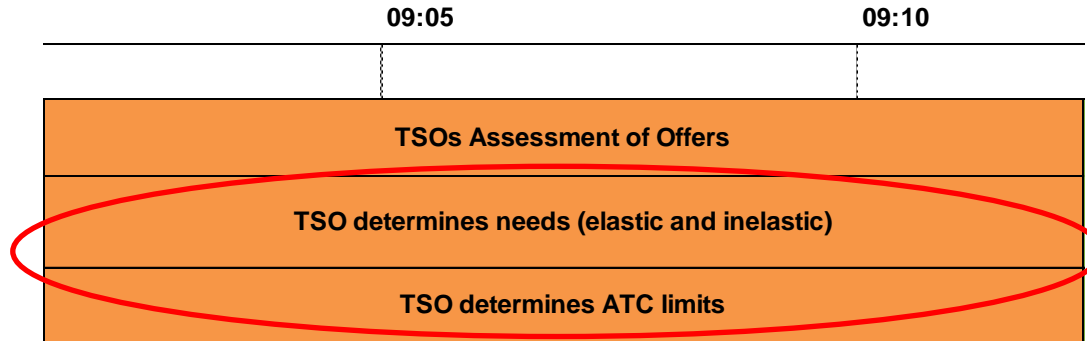 09:05 09:10
TSOs Assessment of Offers
TSO determines needs (elastic and inelastic)
TSO determines ATC limits